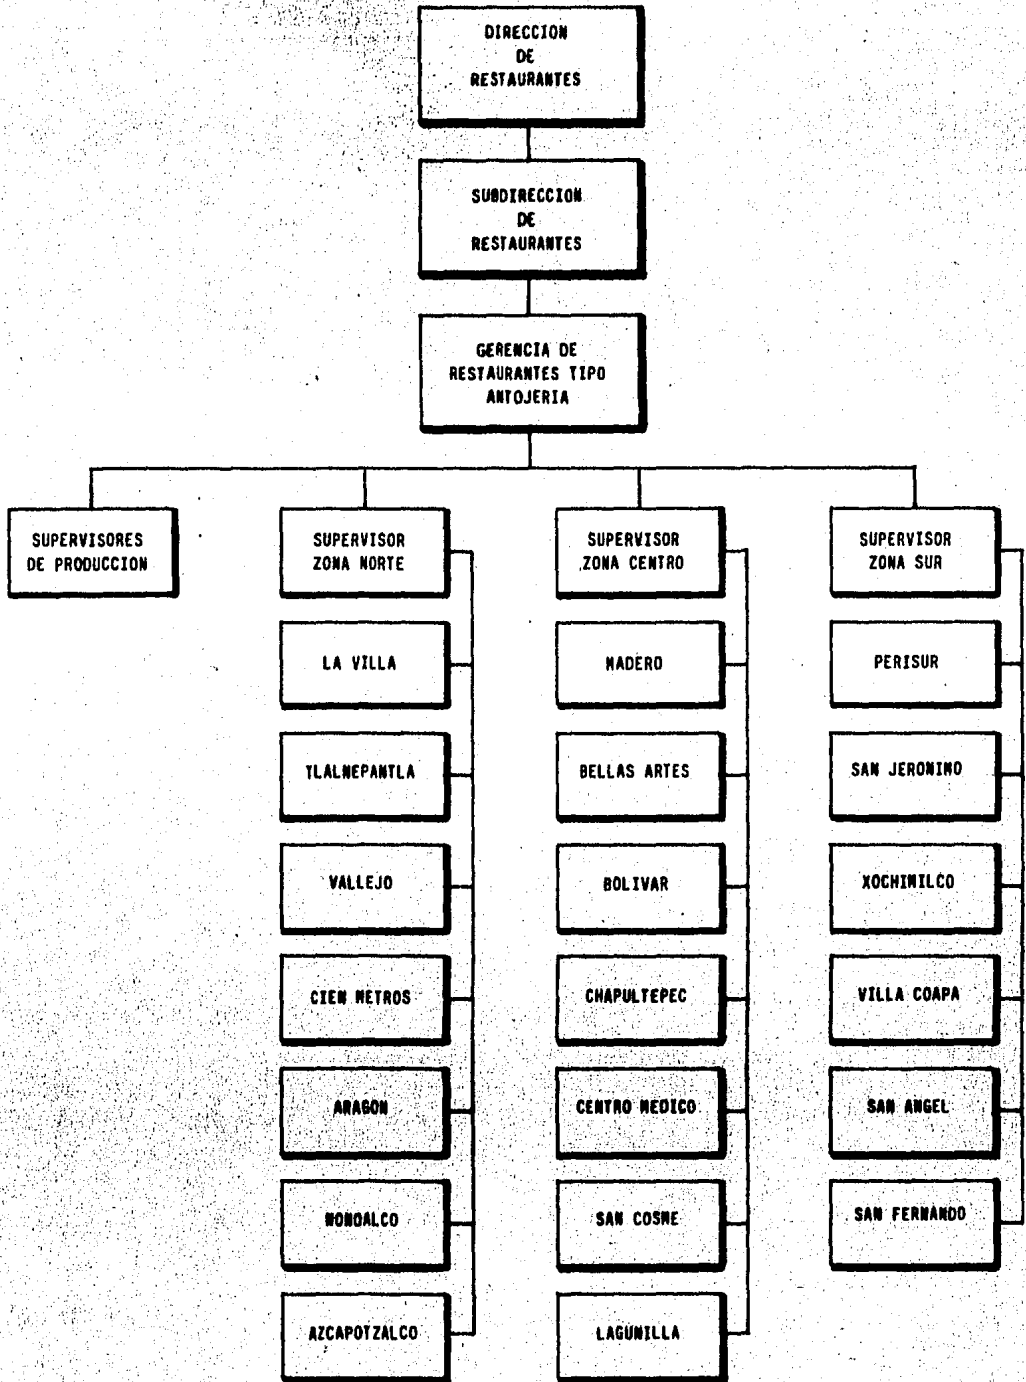 DIRECCION
DE
RESTAURANTES
SUBDIRECCION
DE
RESTAURANTES
GERENCIA DE
RESTAURANTES TIPO
ANTOJERIA
SUPERVISORES
DE PRODUCCION
SUPERVISOR
ZONA NORTE
LA VILLA
TLALNEPANTLA
VALLEJO
CIEN METROS
ARAGON
NONOALCO
AZCAPOTZALCO
SUPERVISOR
ZONA CENTRO
MADERO
BELLAS ARTES
BOLIVAR
CHAPULTEPEC
CENTRO MEDICO
SAN COSME
LAGUNILLA
SUPERVISOR
ZONA SUR
PERISUR
SAN JERONIMO
XOCHIMILCO
VILLA COAPA
SAN ANGEL
SAN FERNANDO